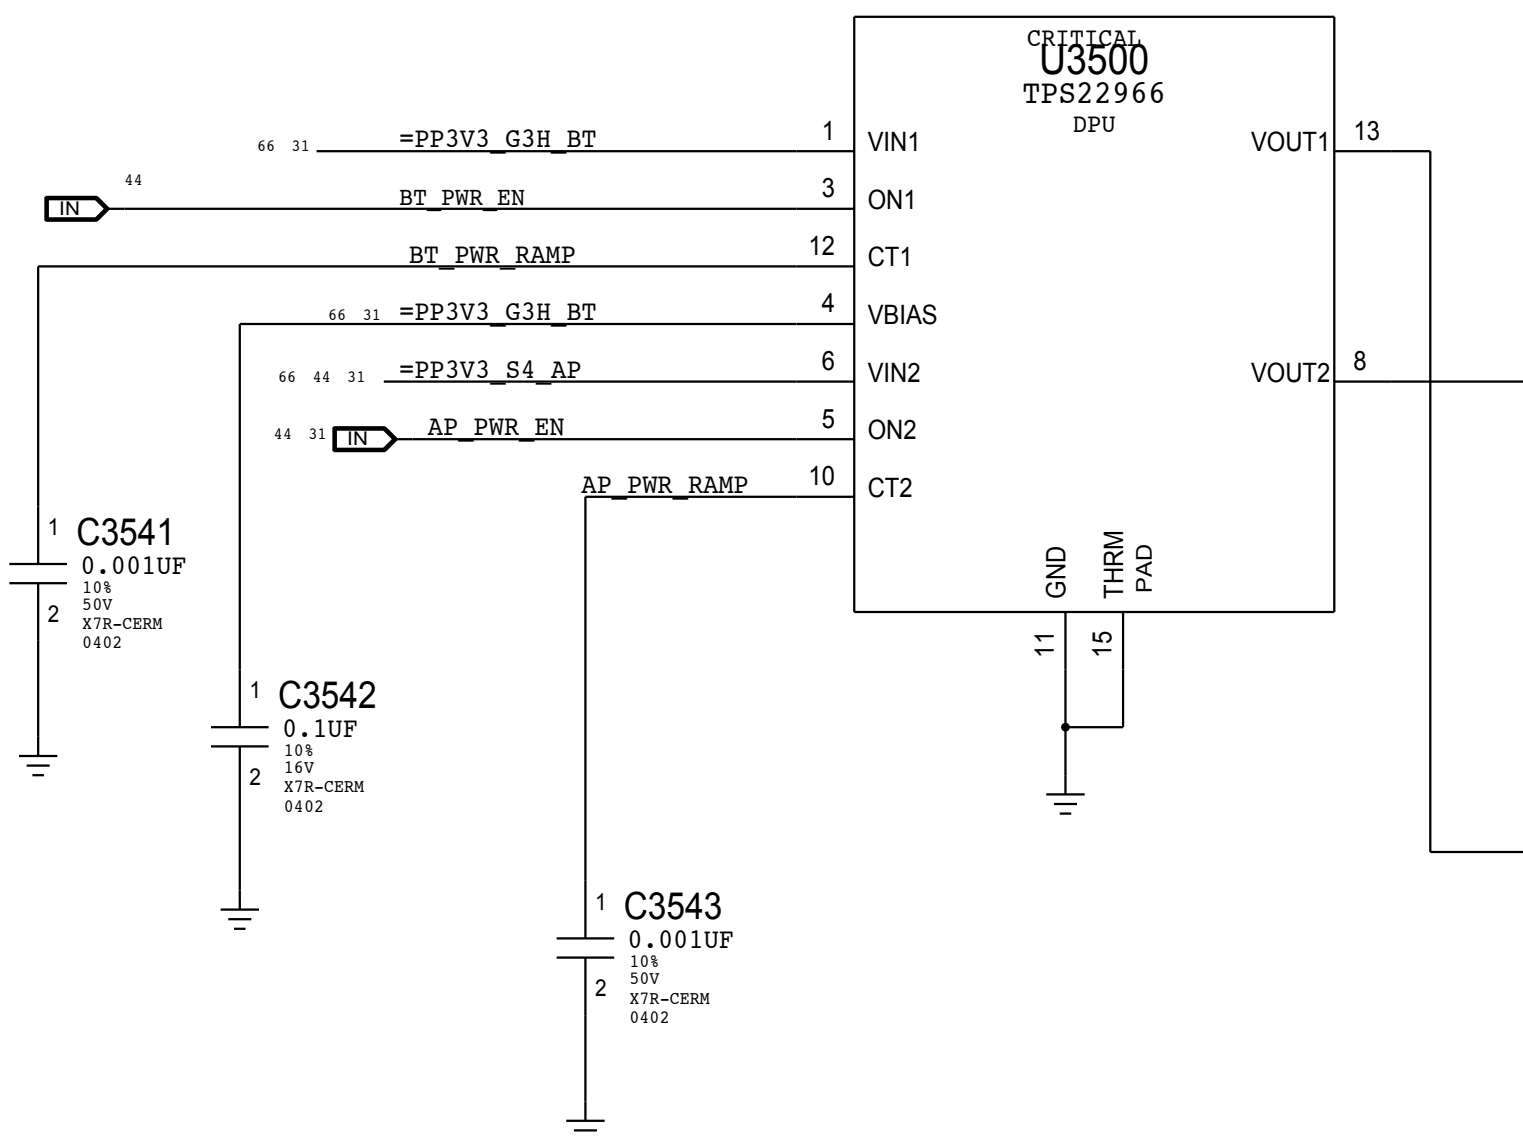 CRITICAL
U3500
TPS22966
DPU
66 31 =PP3V3_G3H_BT 1 VIN1
VOUT1 13
44
IN BT_PWR_EN 3 ON1
BT_PWR_RAMP 12 CT1
66 31 =PP3V3_G3H_BT 4 VBIAS
66 44 31 =PP3V3_S4_AP 6 VIN2
VOUT2 8
44 31 IN AP_PWR_EN 5 ON2
AP_PWR_RAMP 10 CT2
GND
THRM
PAD
11
15
1 C3541
0.001UF
10%
50V
2
X7R-CERM
0402
1 C3542
0.1UF
10%
16V
2
X7R-CERM
0402
1 C3543
0.001UF
10%
50V
2
X7R-CERM
0402